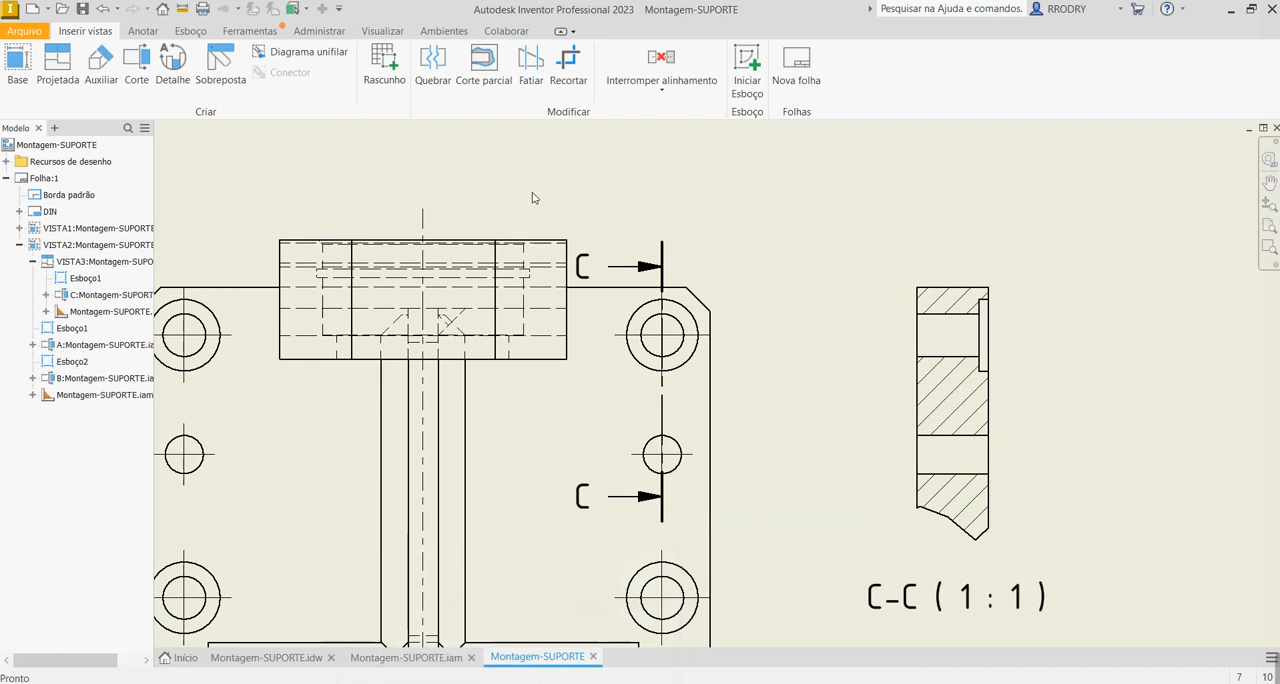 Autodesk Inventor Professional 2023 Montagem-SUPORTE Pesquisar na Ajuda e comandos. RRODRY
Arquivo Inserir vistas Anotar Esboço Ferramentas Administrar Visualizar Ambientes Colaborar
Base Projetada Auxiliar Corte Detalhe Sobreposta Diagrama unifilar Conector Rascunho Quebrar Corte parcial Fatiar Recortar Interromper alinhamento Iniciar Esboço Nova folha
Criar Modificar Esboço Folhas
Modelo
Montagem-SUPORTE
Recursos de desenho
Folha:1
Borda padrão
DIN
VISTA1:Montagem-SUPORTE
VISTA2:Montagem-SUPORTE
VISTA3:Montagem-SUPO
Esboço1
C:Montagem-SUPORT
Montagem-SUPORTE.
Esboço1
A:Montagem-SUPORTE.ia
Esboço2
B:Montagem-SUPORTE.ia
Montagem-SUPORTE.iam
C
C
C-C ( 1 : 1 )
Início Montagem-SUPORTE.idw Montagem-SUPORTE.iam Montagem-SUPORTE
Pronto 7 10